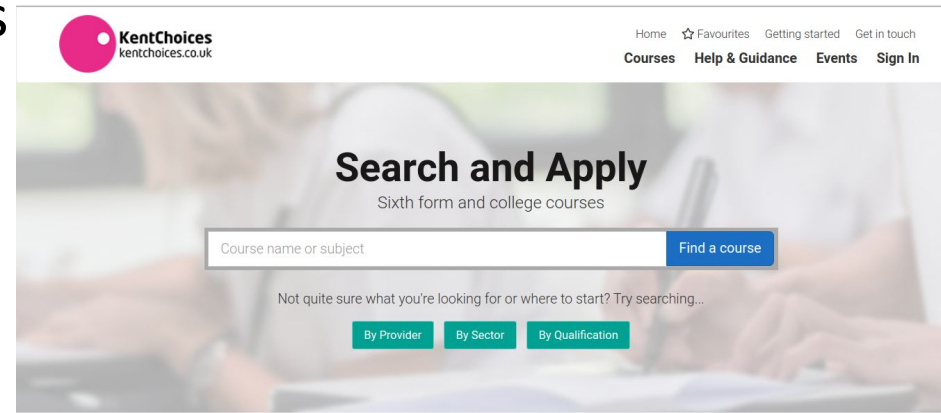 s
KentChoices
kentchoices.co.uk
Home Favourites Getting started Get in touch
Courses Help & Guidance Events Sign In
Search and Apply
Sixth form and college courses
Course name or subject Find a course
Not quite sure what you're looking for or where to start? Try searching...
By Provider By Sector By Qualification